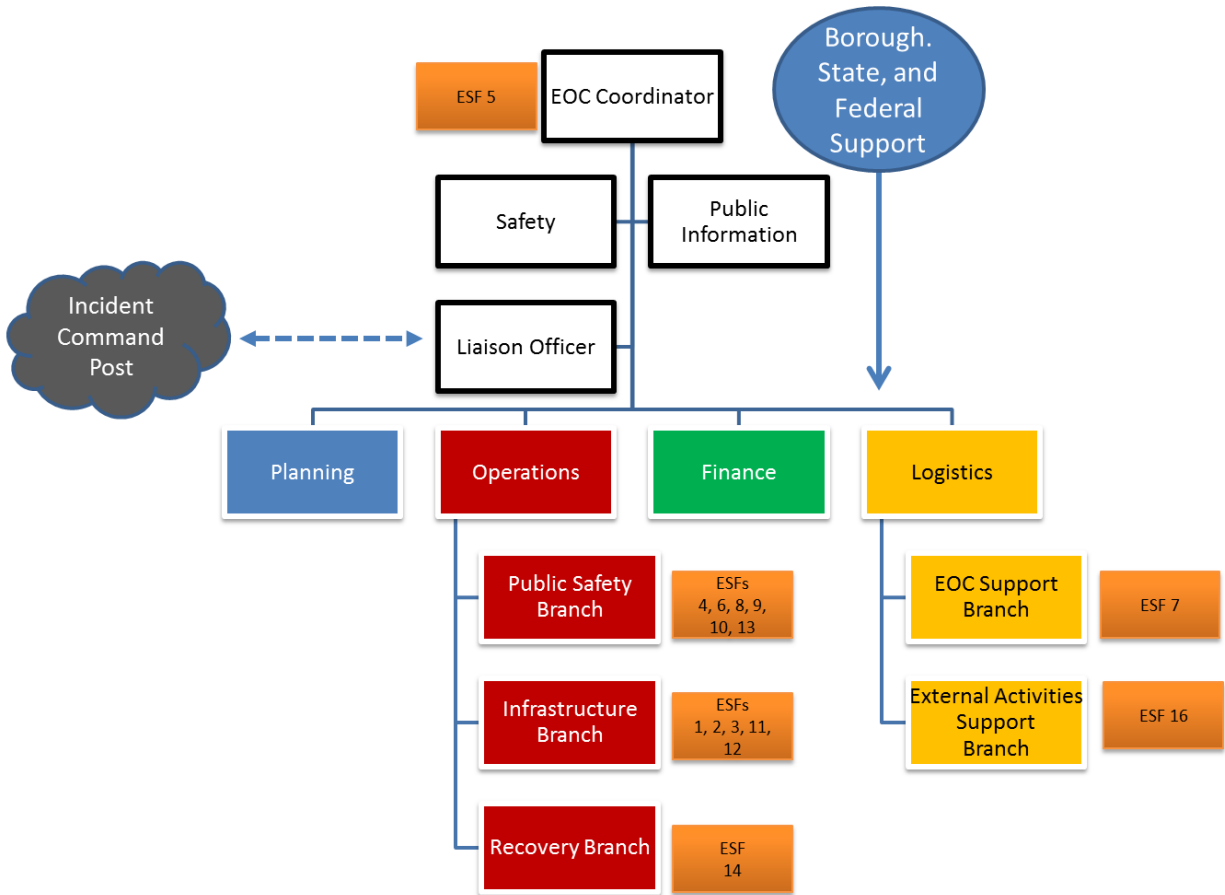 Borough.
State, and
Federal
Support
ESF 5
EOC Coordinator
Safety
Public
Information
Incident
Command
Post
Liaison Officer
Planning
Operations
Finance
Logistics
Public Safety
Branch
ESFs
4, 6, 8, 9,
10, 13
EOC Support
Branch
ESF 7
Infrastructure
Branch
ESFs
1, 2, 3, 11,
12
External Activities
Support
Branch
ESF 16
Recovery Branch
ESF
14